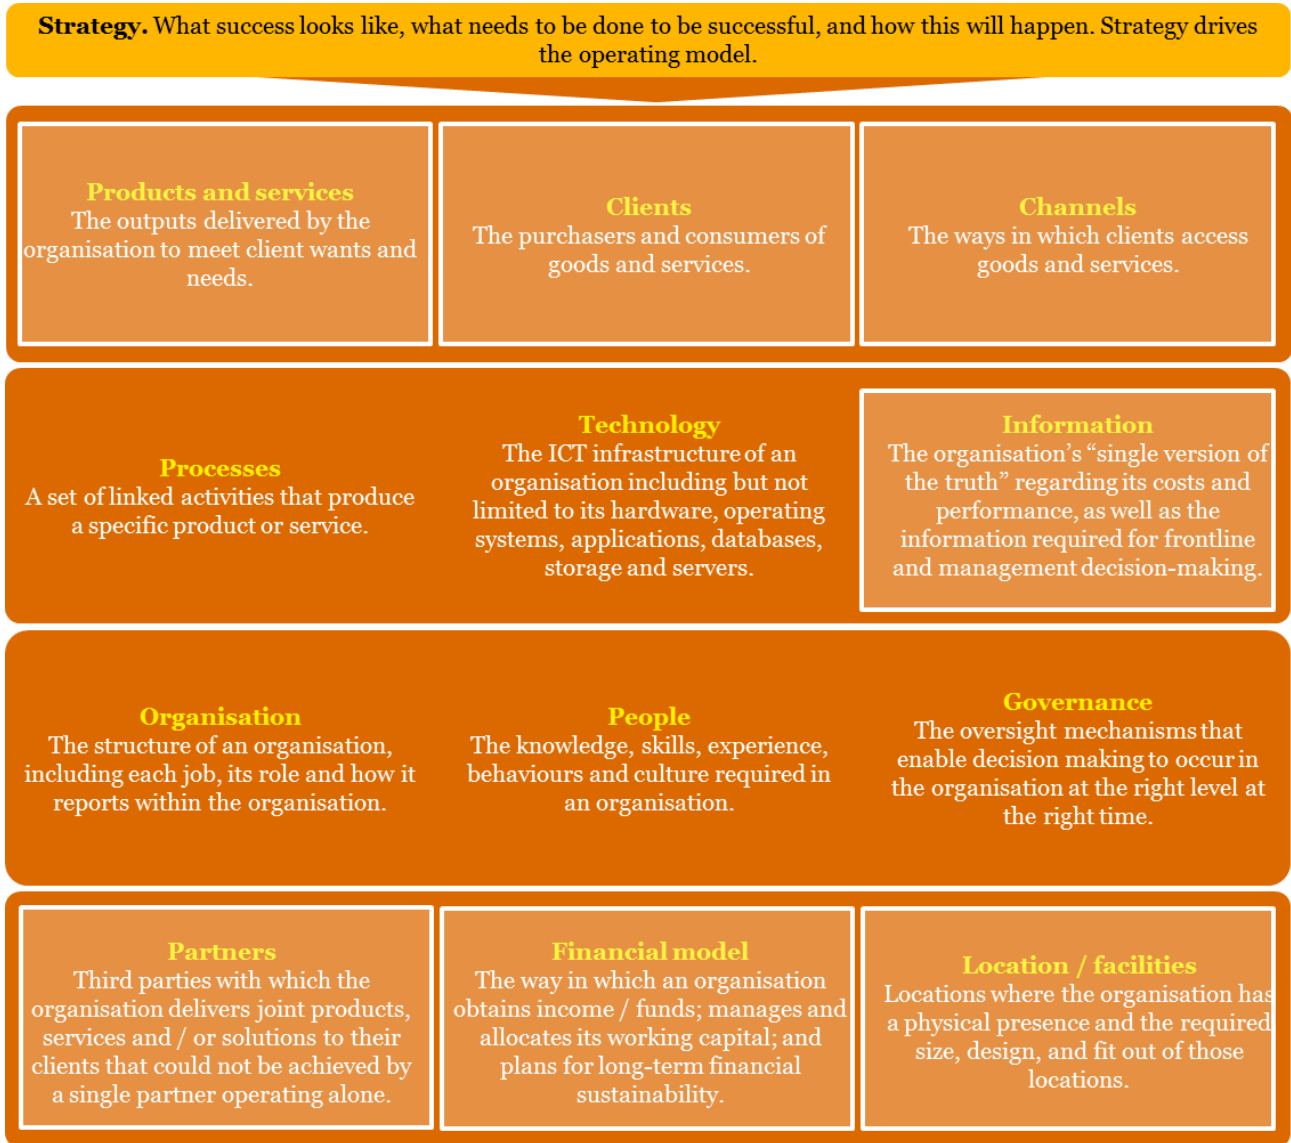 Strategy. What success looks like, what needs to be done to be successful, and how this will happen. Strategy drives
the operating model.
Products and services
The outputs delivered by the
organisation to meet client wants and
needs.
Clients
The purchasers and consumers of
goods and services.
Channels
The ways in which clients access
goods and services.
Processes
A set of linked activities that produce
a specific product or service.
Technology
The ICT infrastructure of an
organisation including but not
limited to its hardware, operating
systems, applications, databases,
storage and servers.
Information
The organisation’s “single version of
the truth” regarding its costs and
performance, as well as the
information required for frontline
and management decision-making.
Organisation
The structure of an organisation,
including each job, its role and how it
reports within the organisation.
People
The knowledge, skills, experience,
behaviours and culture required in
an organisation.
Governance
The oversight mechanisms that
enable decision making to occur in
the organisation at the right level at
the right time.
Partners
Third parties with which the
organisation delivers joint products,
services and / or solutions to their
clients that could not be achieved by
a single partner operating alone.
Financial model
The way in which an organisation
obtains income / funds; manages and
allocates its working capital; and
plans for long-term financial
sustainability.
Location / facilities
Locations where the organisation has
a physical presence and the required
size, design, and fit out of those
locations.